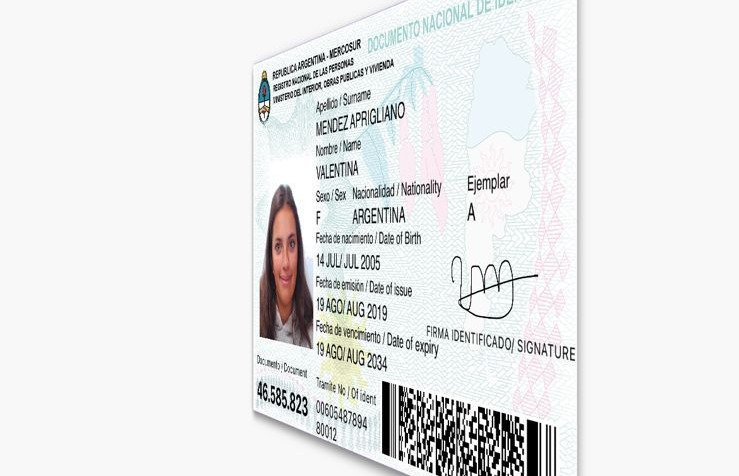 REPUBLICA ARGENTINA - MERCOSUR
REGISTRO NACIONAL DE LAS PERSONAS
MINISTERIO DEL INTERIOR, OBRAS PUBLICAS Y VIVIENDA
DOCUMENTO NACIONAL DE IDE
Apellido / Surname
MENDEZ APRIGLIANO
Nombre / Name
VALENTINA
Sexo / Sex Nacionalidad / Nationality
F ARGENTINA
Ejemplar
A
Fecha de nacimiento / Date of Birth
14 JUL/ JUL 2005
Fecha de emisión / Date of issue
19 AGO/ AUG 2019
Fecha de vencimiento / Date of expiry
19 AGO/ AUG 2034
FIRMA IDENTIFICADO/ SIGNATURE
Documento / Document
46.585.823
Tramite No / Of ident
00605487894
80012